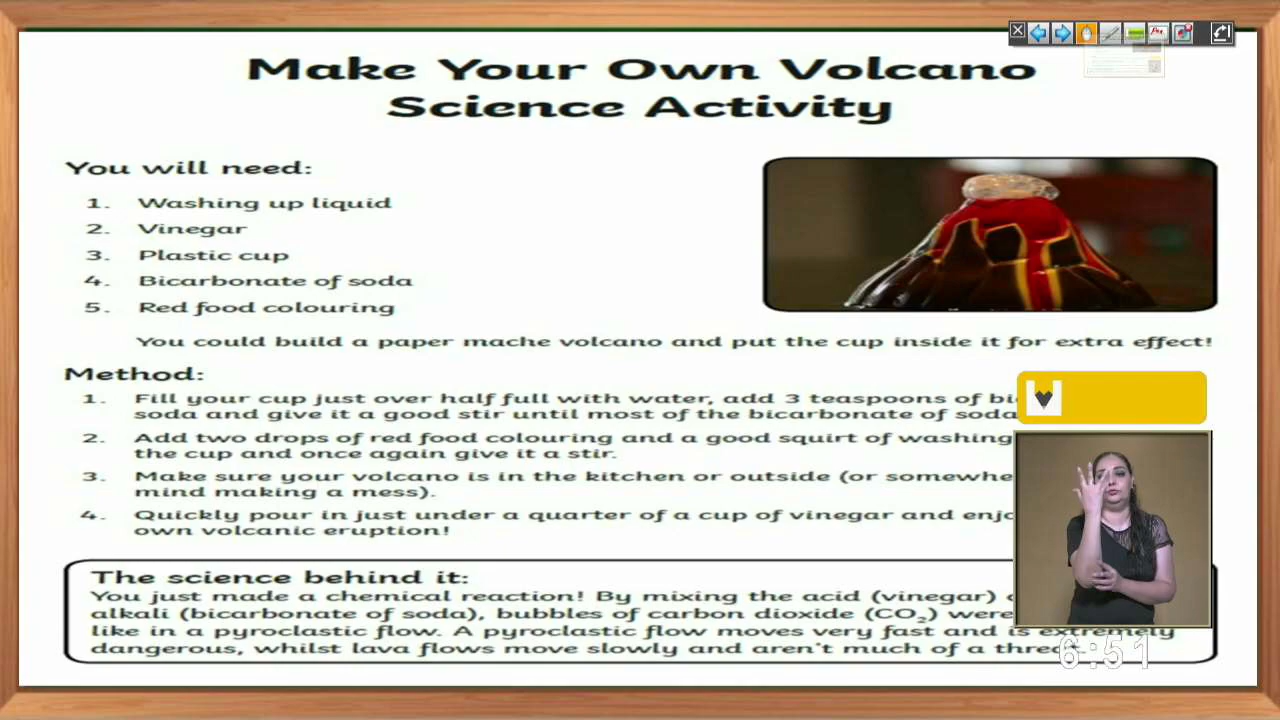 Make Your Own Volcano
Science Activity
You will need:
1. Washing up liquid
2. Vinegar
3. Plastic cup
4. Bicarbonate of soda
5. Red food colouring
You could build a paper mache volcano and put the cup inside it for extra effect!
Method:
1. Fill your cup just over half full with water, add 3 teaspoons of
soda and give it a good stir until most of the bicarbonate of soda
2. Add two drops of red food colouring and a good squirt of washing
the cup and once again give it a stir.
3. Make sure your volcano is in the kitchen or outside (or
mind making a mess).
4. Quickly pour in just under a quarter of a cup of vinegar and
own volcanic eruption!
The science behind it:
You just made a chemical reaction! By mixing the acid (vinegar)
alkali (bicarbonate of soda), bubbles of carbon dioxide (CO₂) were
like in a pyroclastic flow. A pyroclastic flow moves very fast and is extremely
dangerous, whilst lava flows move slowly and aren't much of a threat.
6:51